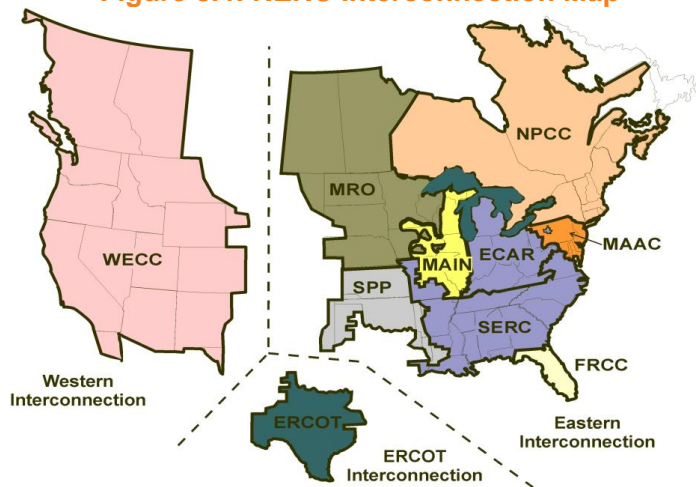 NPCC
MRO
MAAC
WECC
MAIN
ECAR
SPP
SERC
FRCC
Western
Interconnection
ERCOT
Eastern
Interconnection
ERCOT
Interconnection